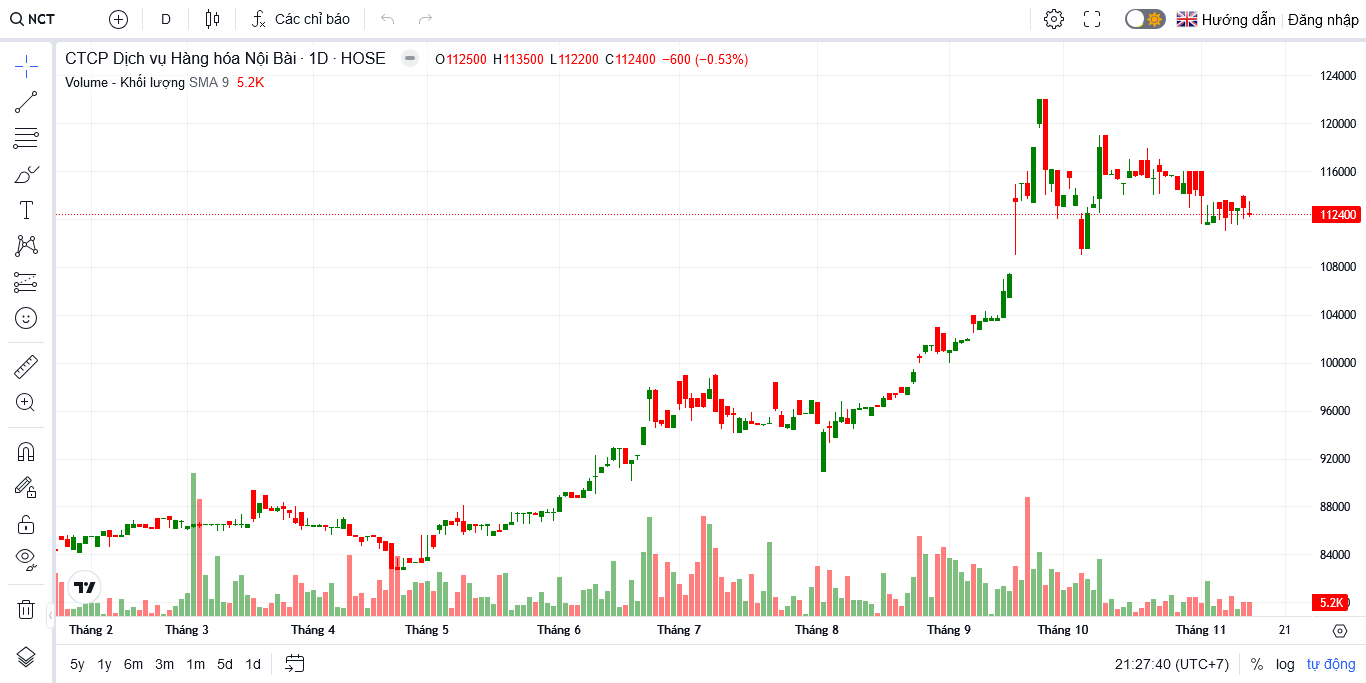 NCT D Các chỉ báo Hướng dẫn Đăng nhập
CTCP Dịch vụ Hàng hóa Nội Bài · 1D · HOSE O112500 H113500 L112200 C112400 −600 (−0.53%)
Volume - Khối lượng SMA 9 5.2K
124000
120000
116000
112400
108000
104000
100000
96000
92000
88000
84000
5.2K
Tháng 2 Tháng 3 Tháng 4 Tháng 5 Tháng 6 Tháng 7 Tháng 8 Tháng 9 Tháng 10 Tháng 11 21
5y 1y 6m 3m 1m 5d 1d 21:27:40 (UTC+7) % log tự động